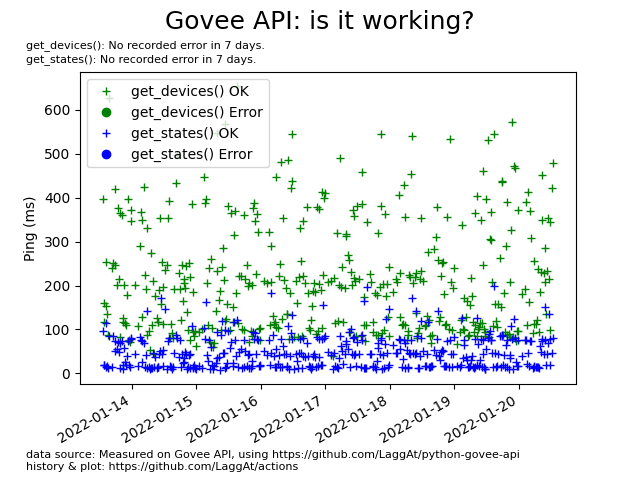 Govee API: is it working?
get_devices(): No recorded error in 7 days.
get_states(): No recorded error in 7 days.
get_devices() OK
get_devices() Error
get_states() OK
get_states() Error
Ping (ms)
600
500
400
300
200
100
0
2022-01-14
2022-01-15
2022-01-16
2022-01-17
2022-01-18
2022-01-19
2022-01-20
data source: Measured on Govee API, using https://github.com/LaggAt/python-govee-api
history & plot: https://github.com/LaggAt/actions